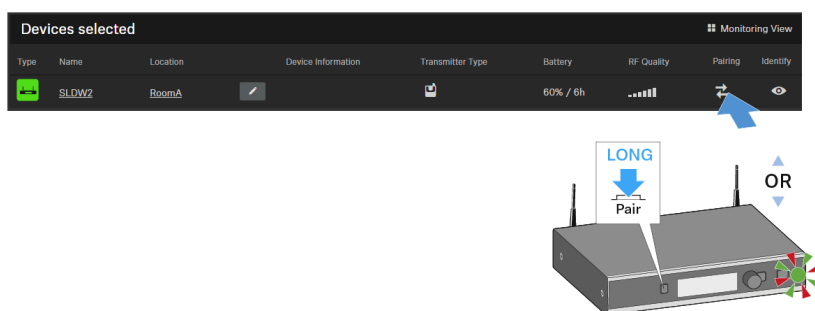 Devices selected
Monitoring View
Type Name Location Device Information Transmitter Type Battery RF Quality Pairing Identify
SLDW2 RoomA 60% / 6h
LONG
Pair
OR